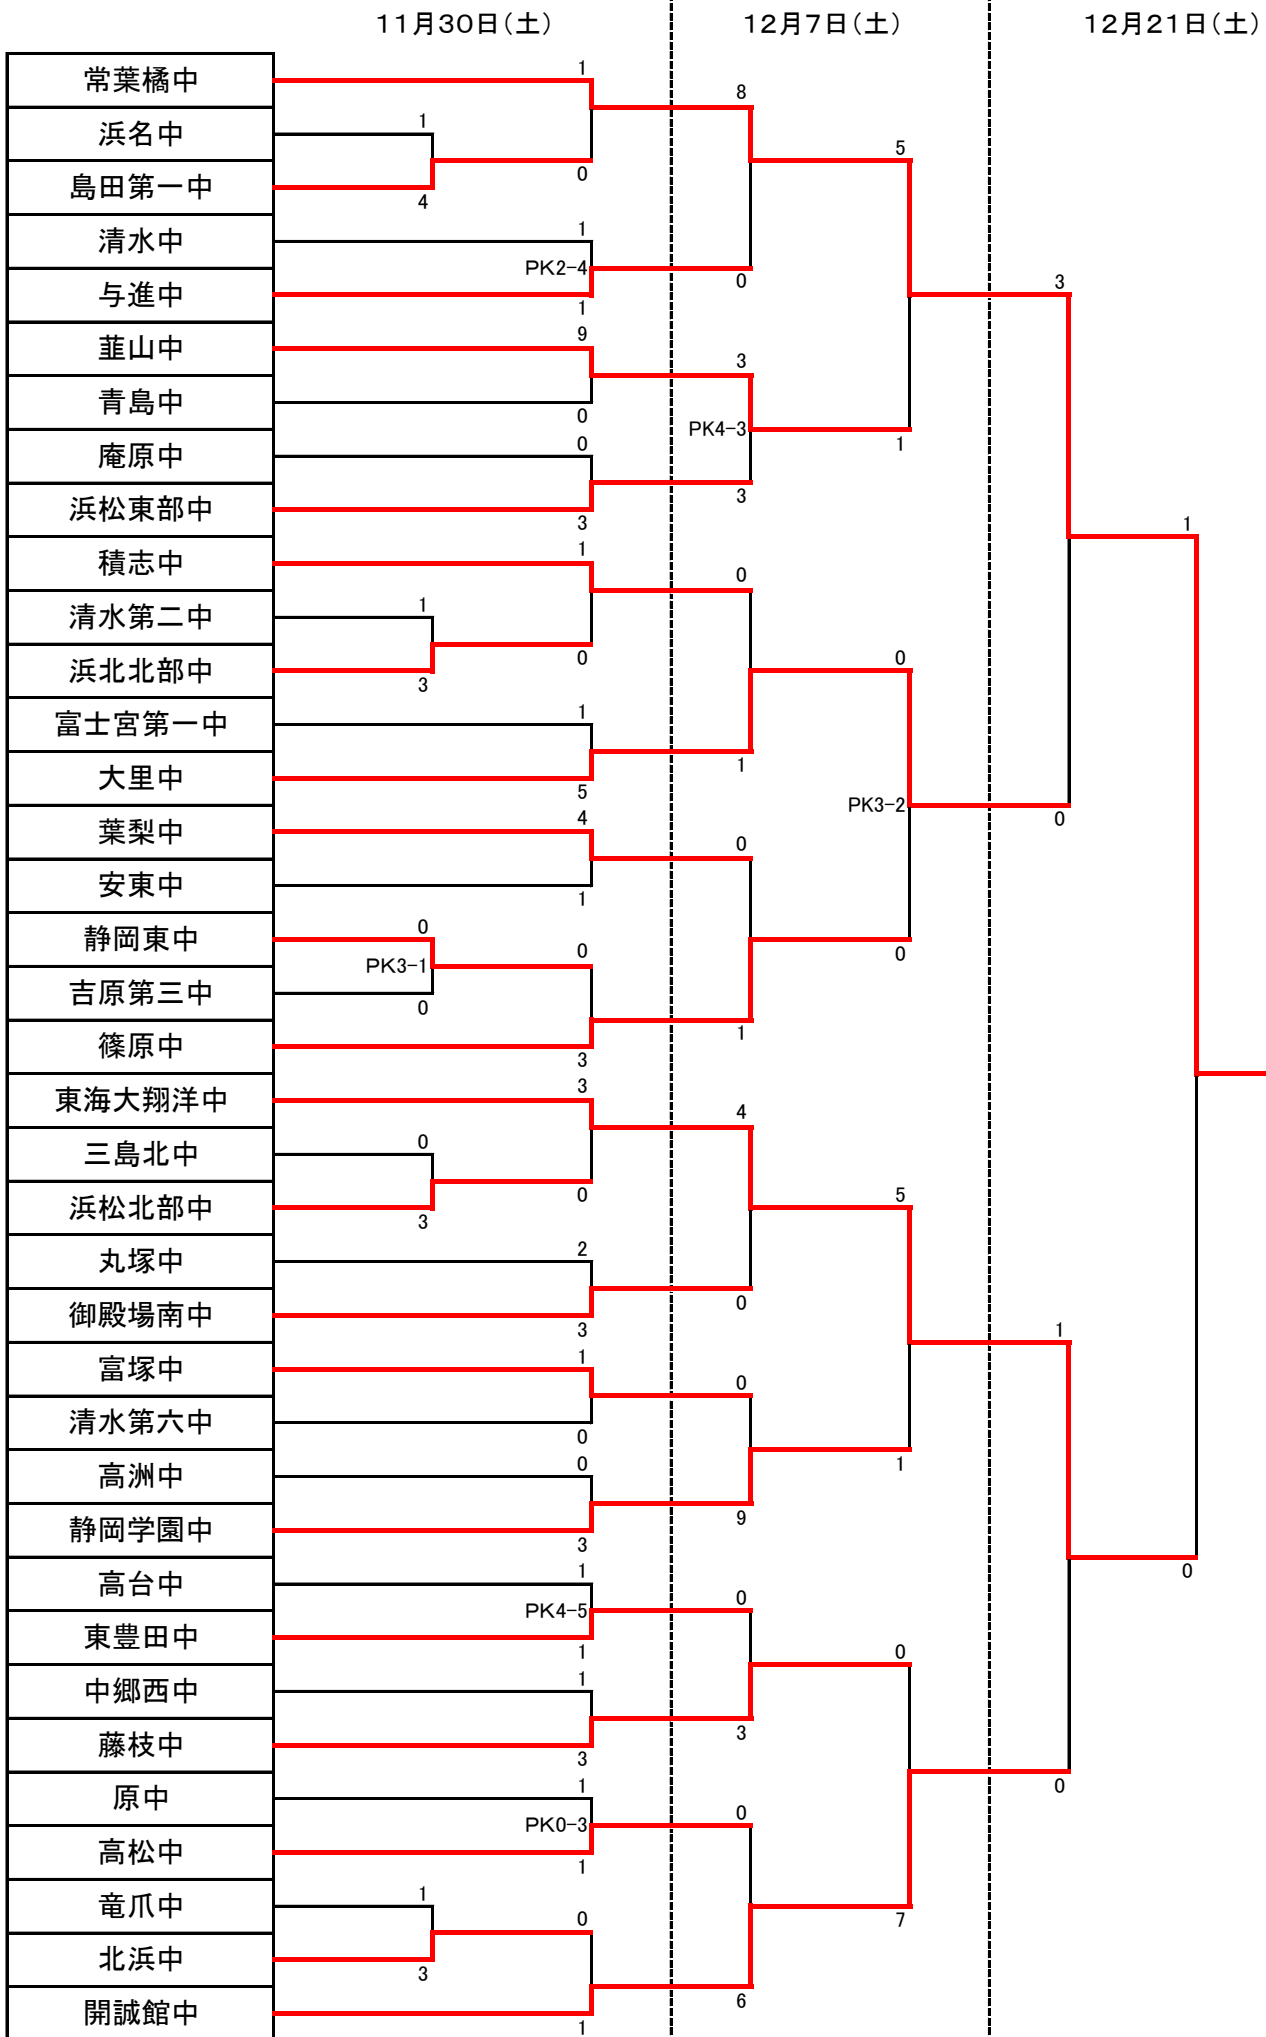 11月30日(土) 12月7日(土) 12月21日(土)
常葉橘中 1
8
浜名中 1
5
島田第一中 4 0
清水中 1
PK2-4 0
与進中 1 3
韮山中 9
3
青島中 0
PK4-3 1
庵原中 0
浜松東部中 3 3
積志中 1 1
0
清水第二中 1
浜北北部中 3 0 0
富士宮第一中 1
大里中 5 1
PK3-2 0
葉梨中 4
0
安東中 1
静岡東中 0 0 0
PK3-1
吉原第三中 0
篠原中 3 1
東海大翔洋中 3
4
三島北中 0
浜松北部中 3 0 5
丸塚中 2
御殿場南中 3 0
富塚中 1 1
0
清水第六中 0
高洲中 0 1
静岡学園中 3 9
高台中 1 0
PK4-5 0
東豊田中 1 0
中郷西中 1
藤枝中 3 3
原中 1 0
PK0-3 0
高松中 1
竜爪中 1
0 7
北浜中 3
開誠館中 1 6